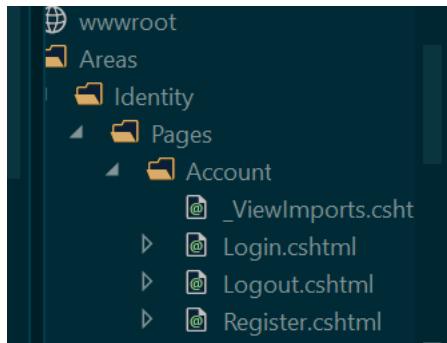 wwwroot
Areas
Identity
Pages
Account
_ViewImports.csht
Login.cshtml
Logout.cshtml
Register.cshtml